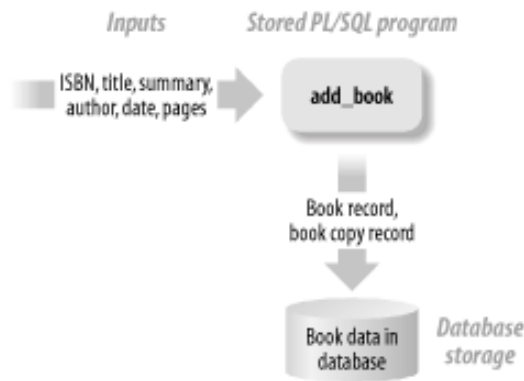 Inputs
Stored PL/SQL program
ISBN, title, summary,
author, date, pages
add_book
Book record,
book copy record
Book data in
database
Database
storage